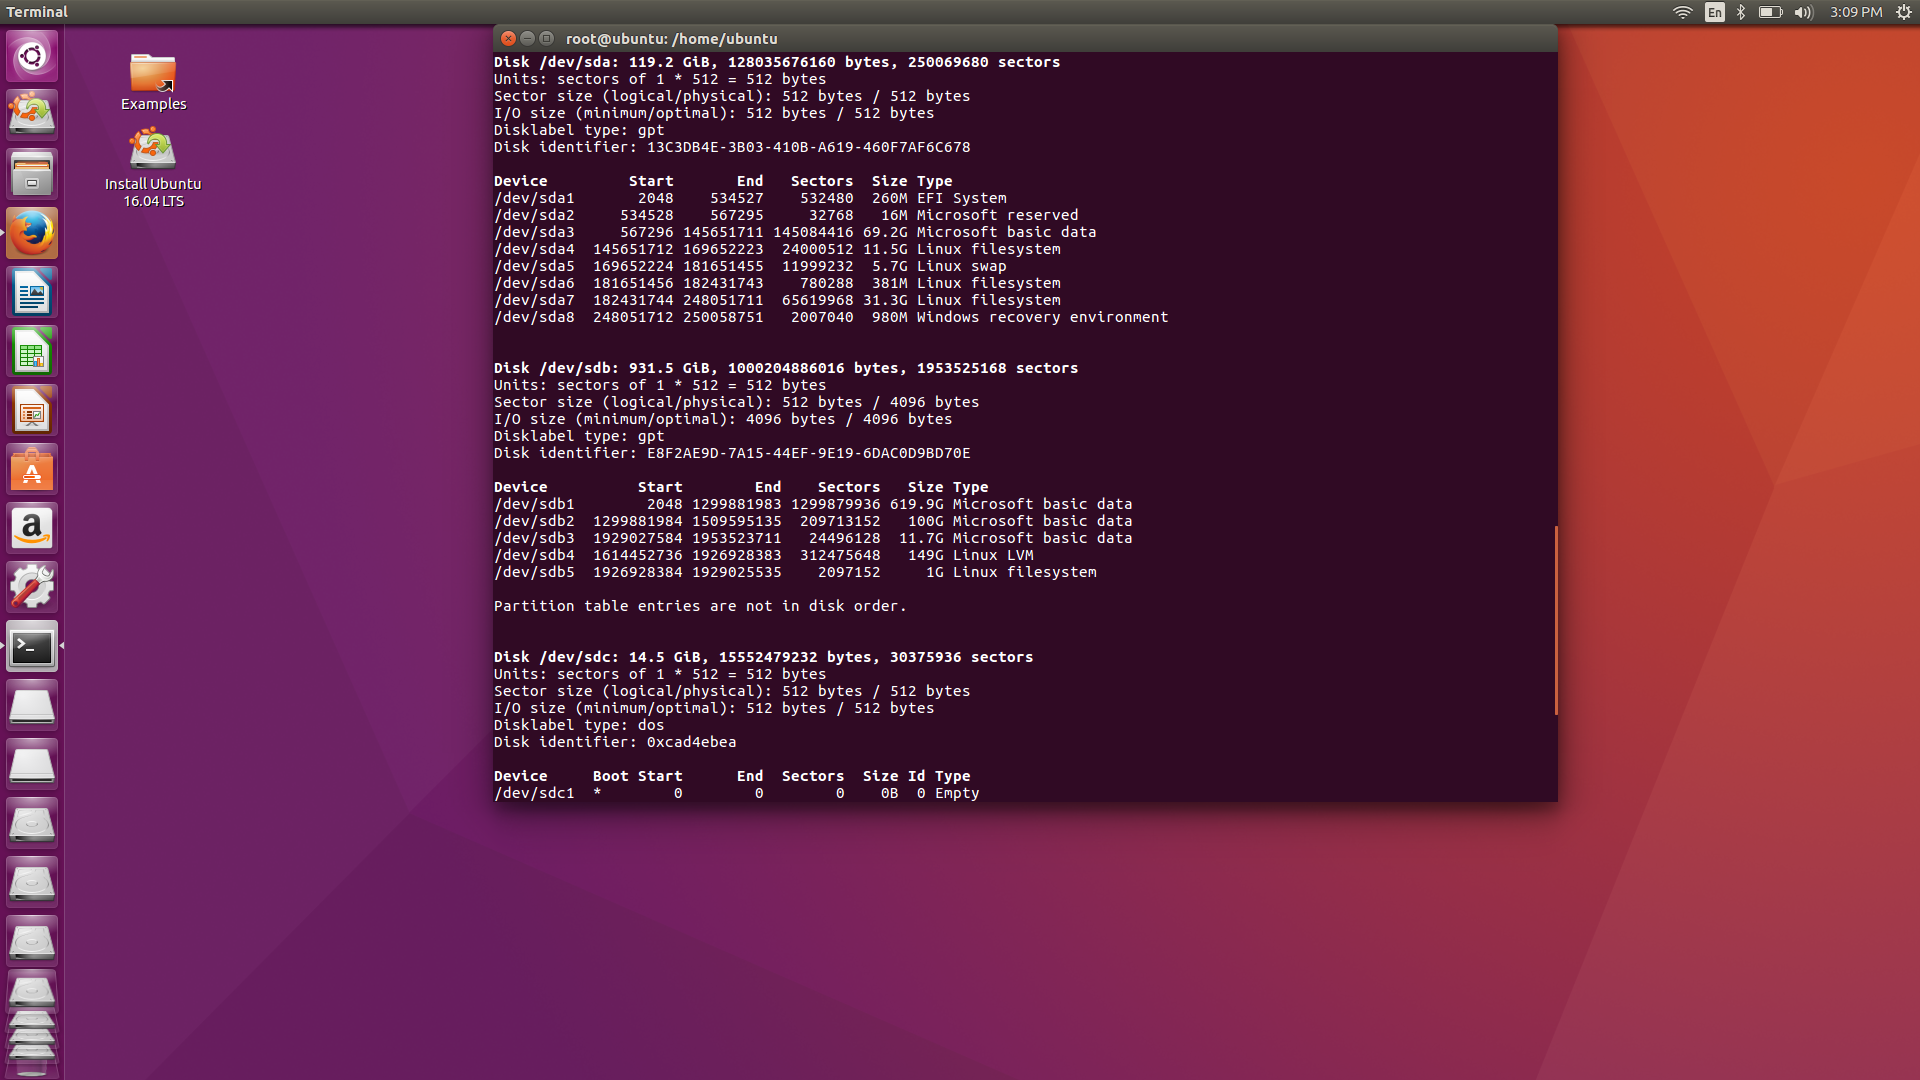 Terminal
En
3:09 PM
Examples
Install Ubuntu
16.04 LTS
root@ubuntu: /home/ubuntu
Disk /dev/sda: 119.2 GiB, 128035676160 bytes, 250069680 sectors
Units: sectors of 1 * 512 = 512 bytes
Sector size (logical/physical): 512 bytes / 512 bytes
I/O size (minimum/optimal): 512 bytes / 512 bytes
Disklabel type: gpt
Disk identifier: 13C3DB4E-3B03-410B-A619-460F7AF6C678
Device Start End Sectors Size Type
/dev/sda1 2048 534527 532480 260M EFI System
/dev/sda2 534528 567295 32768 16M Microsoft reserved
/dev/sda3 567296 145651711 145084416 69.2G Microsoft basic data
/dev/sda4 145651712 169652223 24000512 11.5G Linux filesystem
/dev/sda5 169652224 181651455 11999232 5.7G Linux swap
/dev/sda6 181651456 182431743 780288 381M Linux filesystem
/dev/sda7 182431744 248051711 65619968 31.3G Linux filesystem
/dev/sda8 248051712 250058751 2007040 980M Windows recovery environment
Disk /dev/sdb: 931.5 GiB, 1000204886016 bytes, 1953525168 sectors
Units: sectors of 1 * 512 = 512 bytes
Sector size (logical/physical): 512 bytes / 4096 bytes
I/O size (minimum/optimal): 4096 bytes / 4096 bytes
Disklabel type: gpt
Disk identifier: E8F2AE9D-7A15-44EF-9E19-6DAC0D9BD70E
Device Start End Sectors Size Type
/dev/sdb1 2048 1299881983 1299879936 619.9G Microsoft basic data
/dev/sdb2 1299881984 1509595135 209713152 100G Microsoft basic data
/dev/sdb3 1929027584 1953523711 24496128 11.7G Microsoft basic data
/dev/sdb4 1614452736 1926928383 312475648 149G Linux LVM
/dev/sdb5 1926928384 1929025535 2097152 1G Linux filesystem
Partition table entries are not in disk order.
Disk /dev/sdc: 14.5 GiB, 15552479232 bytes, 30375936 sectors
Units: sectors of 1 * 512 = 512 bytes
Sector size (logical/physical): 512 bytes / 512 bytes
I/O size (minimum/optimal): 512 bytes / 512 bytes
Disklabel type: dos
Disk identifier: 0xcad4ebea
Device Boot Start End Sectors Size Id Type
/dev/sdc1 * 0 0 0 0B 0 Empty